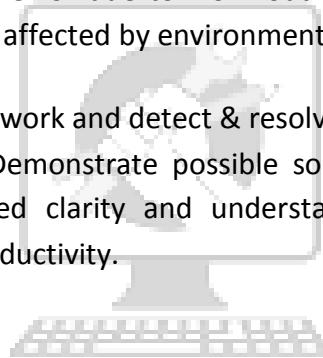 affected by environment
work and detect & resolv
Demonstrate possible so
ed clarity and understa
ductivity.